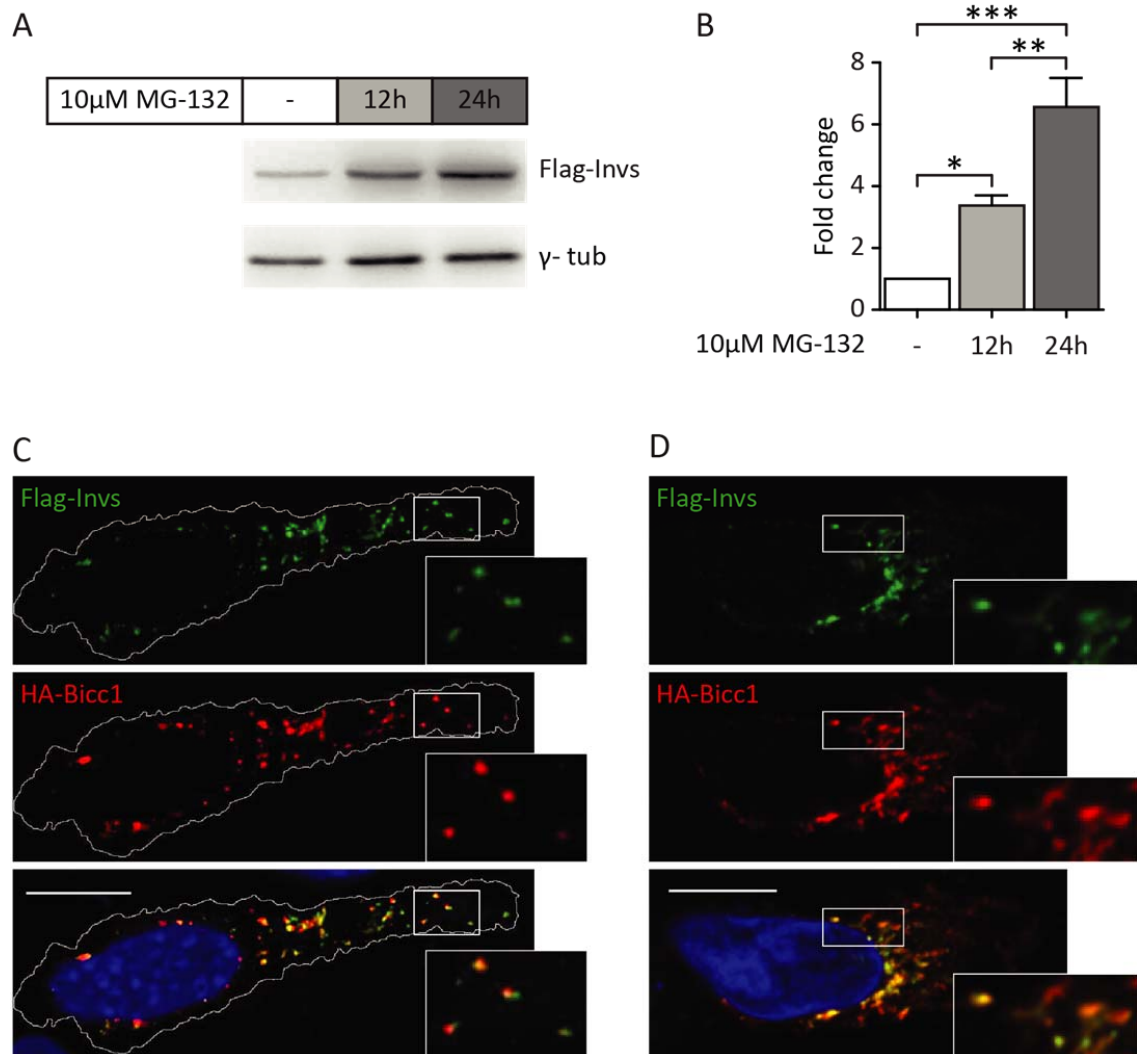 A
10μM MG-132 - 12h 24h
Flag-Invs
γ- tub
B
*** 
**
*
8
6
4
2
0
Fold change
10μM MG-132 - 12h 24h
C
Flag-Invs
HA-Bicc1
D
Flag-Invs
HA-Bicc1